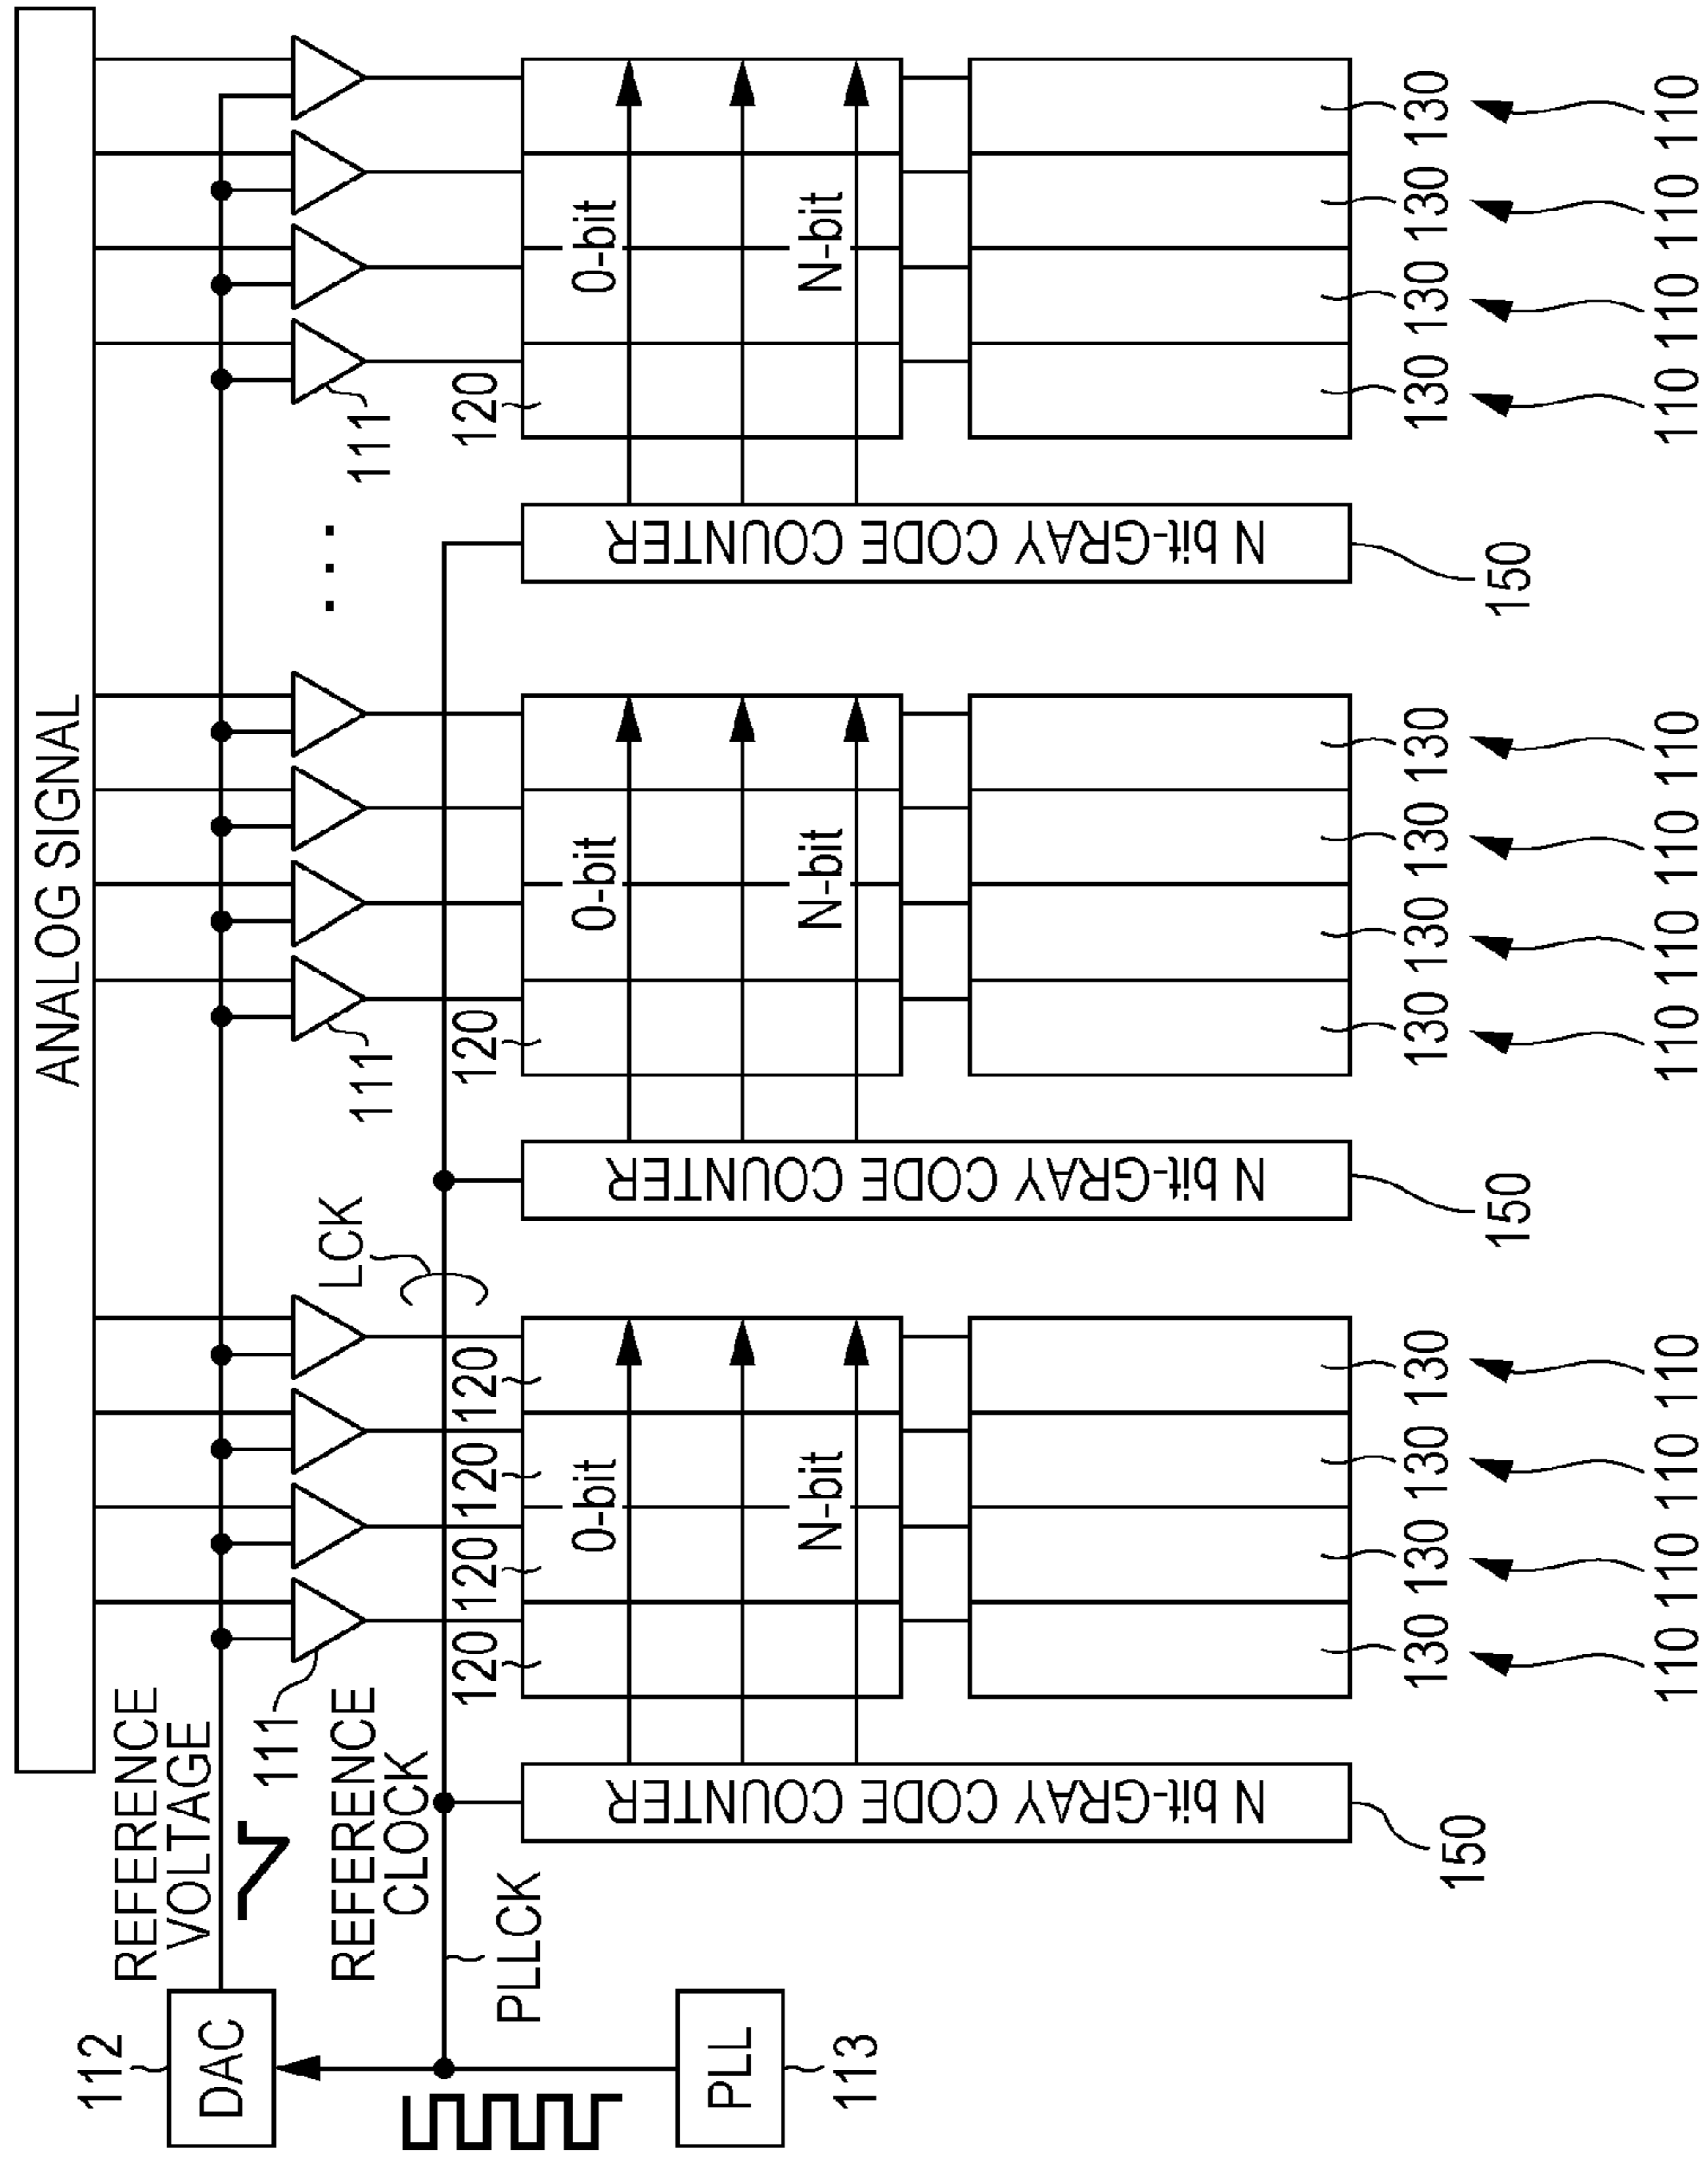 ANALOG SIGNAL
REFERENCE
VOLTAGE
112
DAC
111
111
111
REFERENCE
CLOCK
LCK
. . .
PLLCK
PLL
113
120
120
120
120
120
120
0-bit
N-bit
0-bit
N-bit
0-bit
N-bit
N bit-GRAY CODE COUNTER
N bit-GRAY CODE COUNTER
N bit-GRAY CODE COUNTER
150
150
150
130
130
130
130
130
130
130
130
130
130
130
130
110
110
110
110
110
110
110
110
110
110
110
110